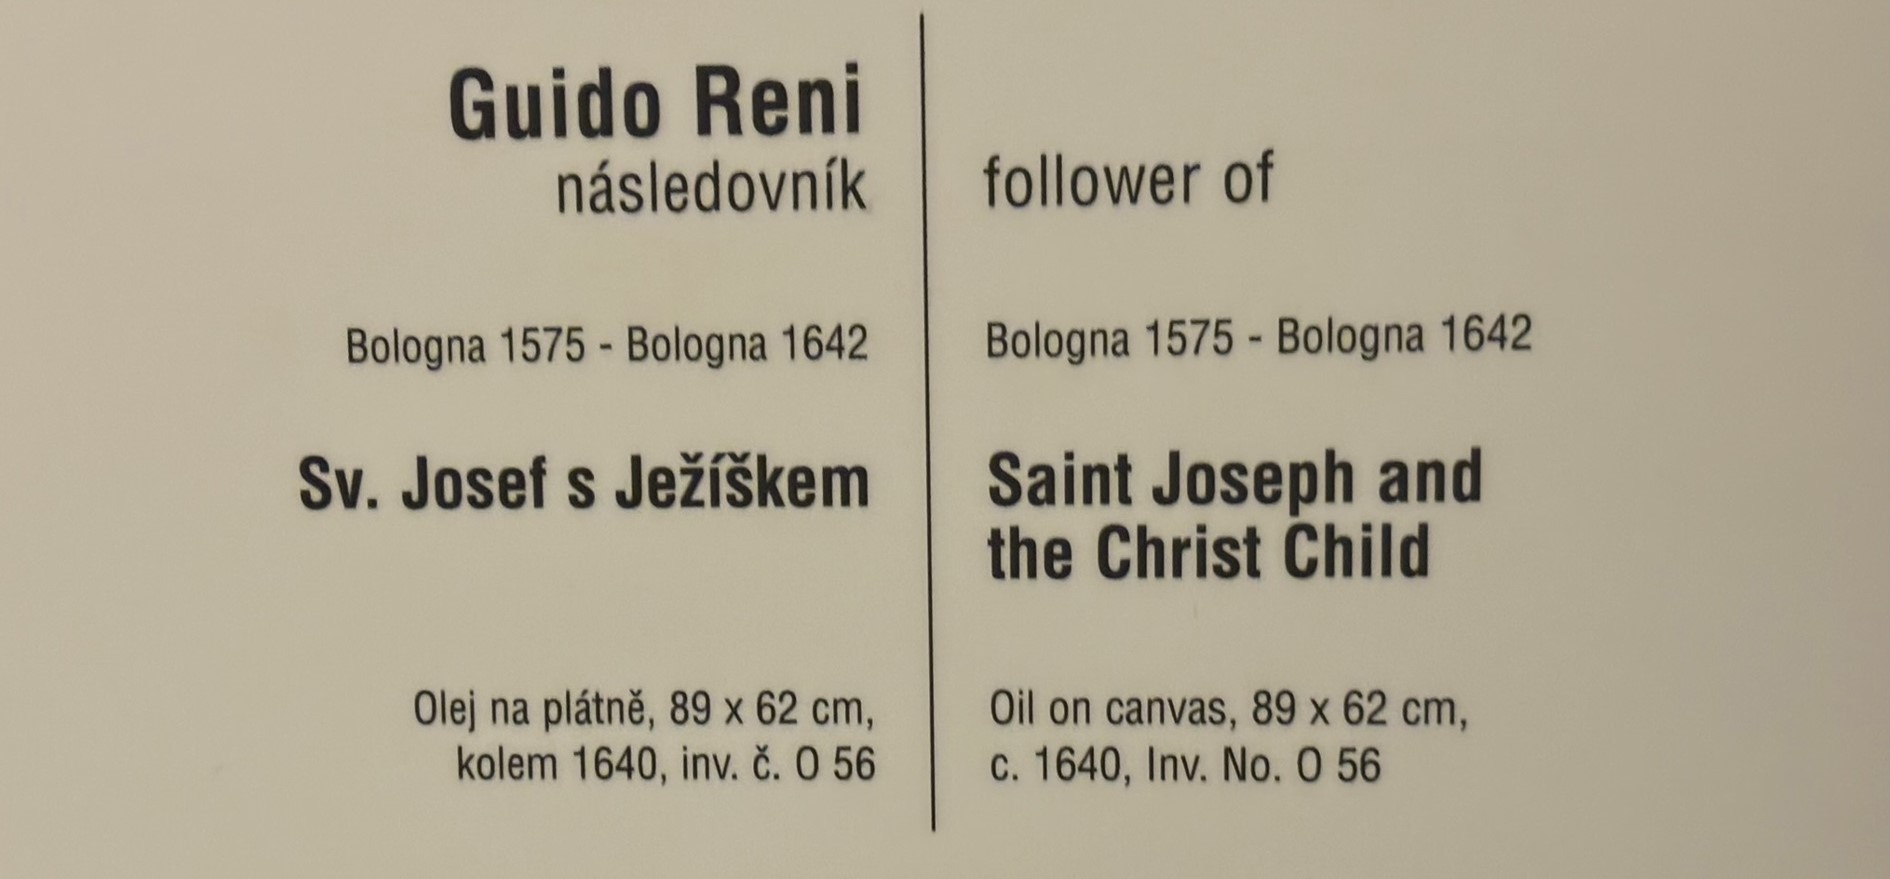 Guido Reni
následovník
Bologna 1575 - Bologna 1642
Sv. Josef s Ježíškem
Olej na plátně, 89 x 62 cm,
kolem 1640, inv. č. O 56
follower of
Bologna 1575 - Bologna 1642
Saint Joseph and
the Christ Child
Oil on canvas, 89 x 62 cm,
c. 1640, Inv. No. O 56